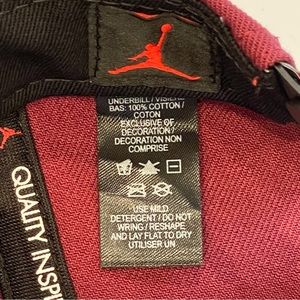 UNDERBILL / VISIÈRE
BAS: 100% COTTON /
COTON
EXCLUSIVE OF
DECORATION /
DECORATION NON
COMPRISE
USE MILD
DETERGENT / DO NOT
WRING / RESHAPE
AND LAY FLAT TO DRY
UTILISER UN
QUALITY INSPI